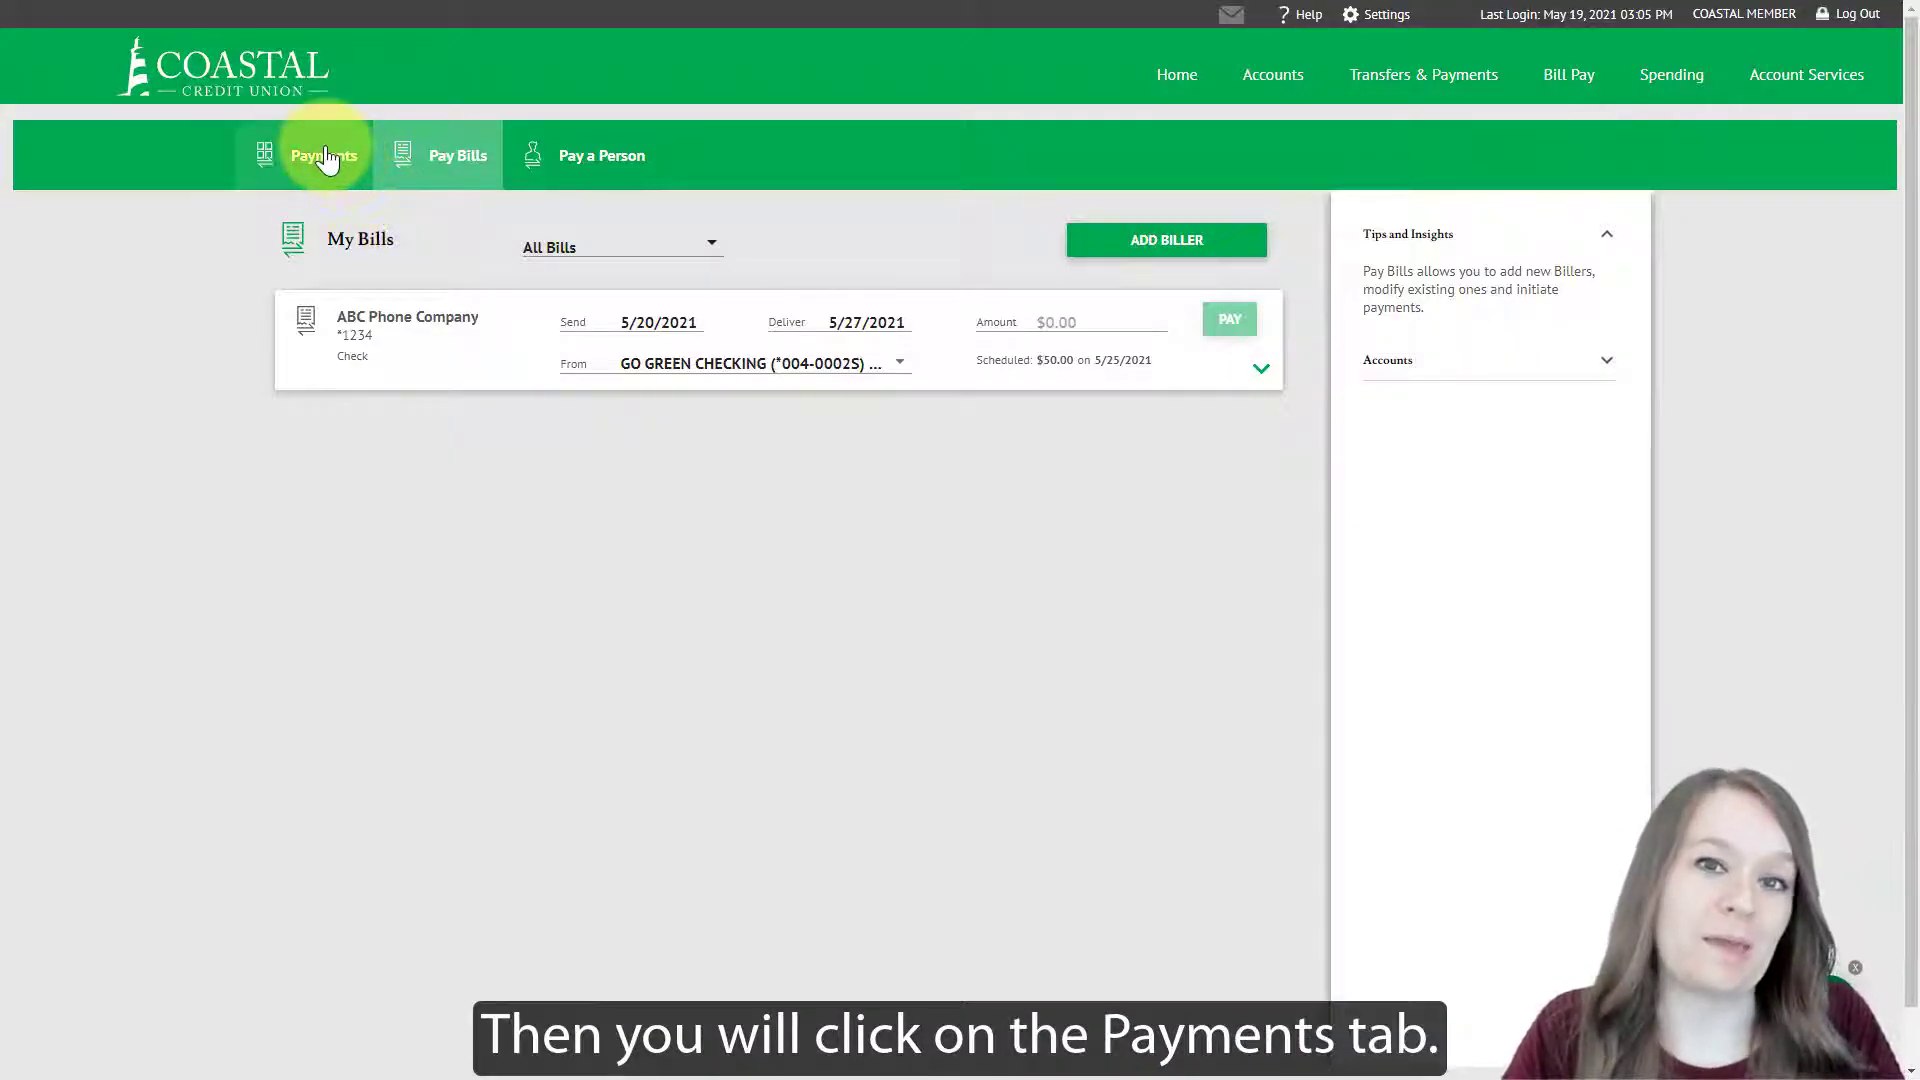 Help
Settings
Last Login: May 19, 2021 03:05 PM
COASTAL MEMBER
Log Out
COASTAL
CREDIT UNION
Home
Accounts
Transfers & Payments
Bill Pay
Spending
Account Services
Payments
Pay Bills
Pay a Person
My Bills
All Bills
ADD BILLER
ABC Phone Company
*1234
Check
Send 5/20/2021
Deliver 5/27/2021
Amount $0.00
PAY
From GO GREEN CHECKING (*004-0002S) ...
Scheduled: $50.00 on 5/25/2021
Tips and Insights
Pay Bills allows you to add new Billers,
modify existing ones and initiate
payments.
Accounts
X
Then you will click on the Payments tab.